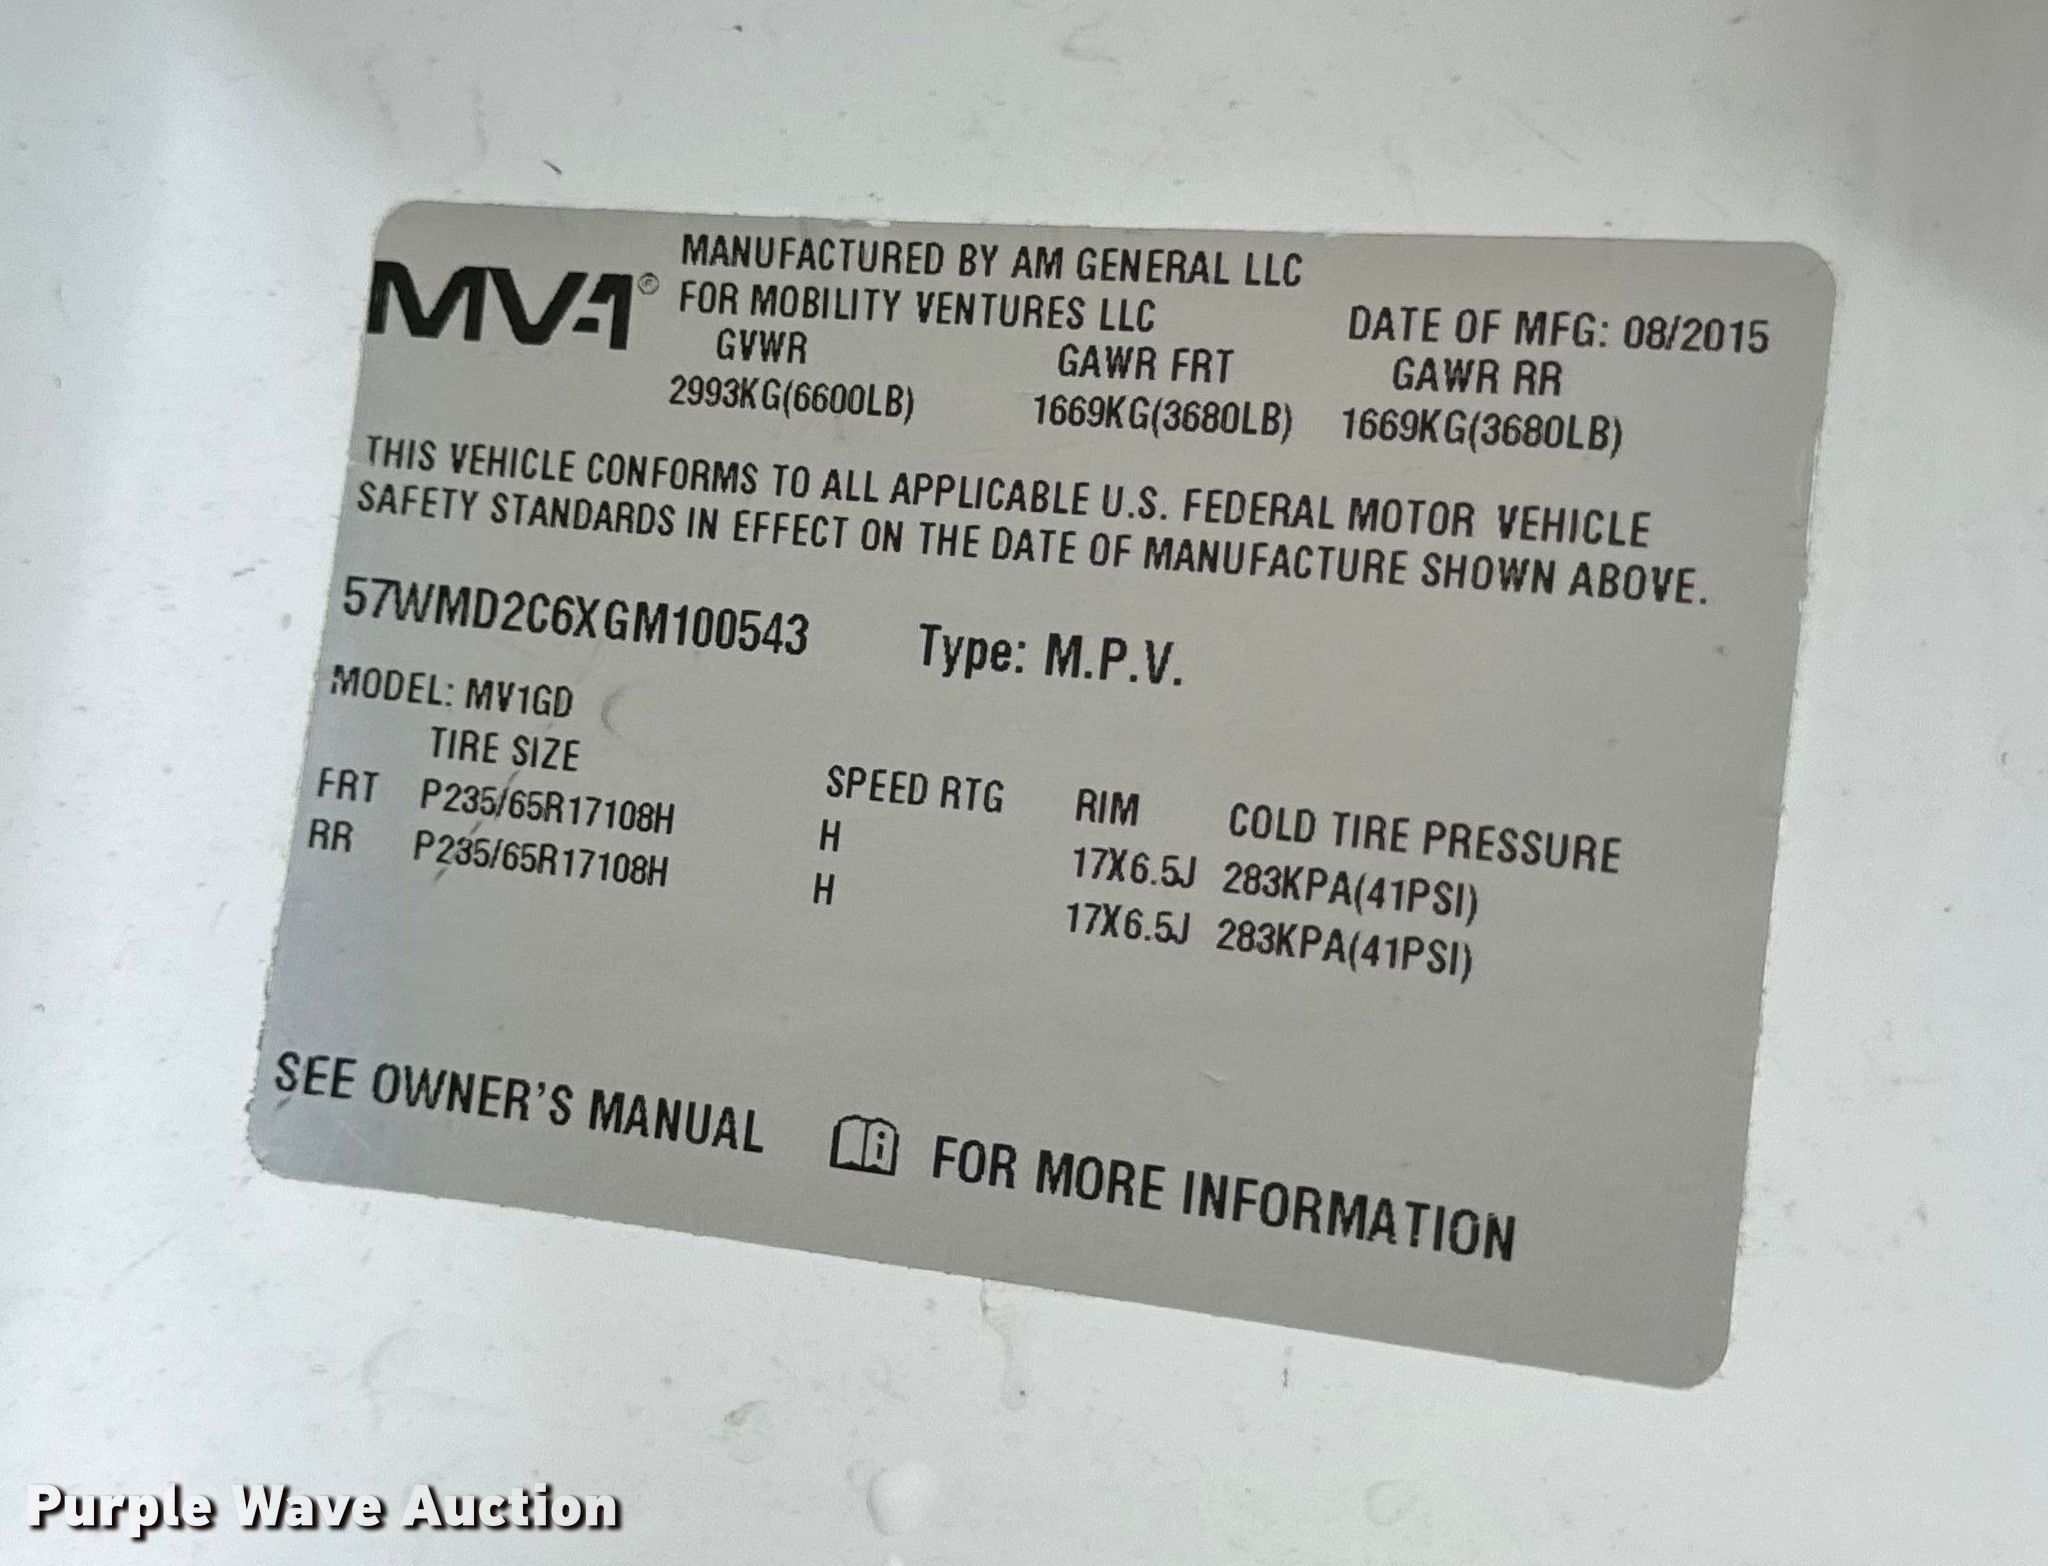 MV-1®
MANUFACTURED BY AM GENERAL LLC
FOR MOBILITY VENTURES LLC
DATE OF MFG: 08/2015
GVWR GAWR FRT GAWR RR
2993KG(6600LB) 1669KG(3680LB) 1669KG(3680LB)
THIS VEHICLE CONFORMS TO ALL APPLICABLE U.S. FEDERAL MOTOR VEHICLE
SAFETY STANDARDS IN EFFECT ON THE DATE OF MANUFACTURE SHOWN ABOVE.
57WMD2C6XGM100543 Type: M.P.V.
MODEL: MV1GD
TIRE SIZE SPEED RTG RIM COLD TIRE PRESSURE
FRT P235/65R17108H H 17X6.5J 283KPA(41PSI)
RR P235/65R17108H H 17X6.5J 283KPA(41PSI)
SEE OWNER'S MANUAL FOR MORE INFORMATION
Purple Wave Auction